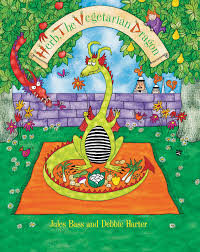 Herb, The Vegetarian Dragon
Jules Bass and Debbie Harter